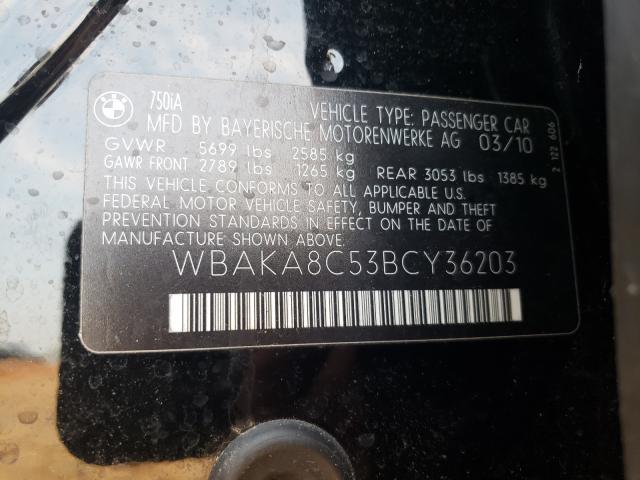 BMW
750iA
VEHICLE TYPE: PASSENGER CAR
MFD BY BAYERISCHE MOTORENWERKE AG 03/10
GVWR 5699 lbs 2585 kg
GAWR FRONT 2789 lbs 1265 kg REAR 3053 lbs 1385 kg
THIS VEHICLE CONFORMS TO ALL APPLICABLE U.S.
FEDERAL MOTOR VEHICLE SAFETY, BUMPER AND THEFT
PREVENTION STANDARDS IN EFFECT ON THE DATE OF
MANUFACTURE SHOWN ABOVE.
WBAKA8C53BCY36203
2 122 606